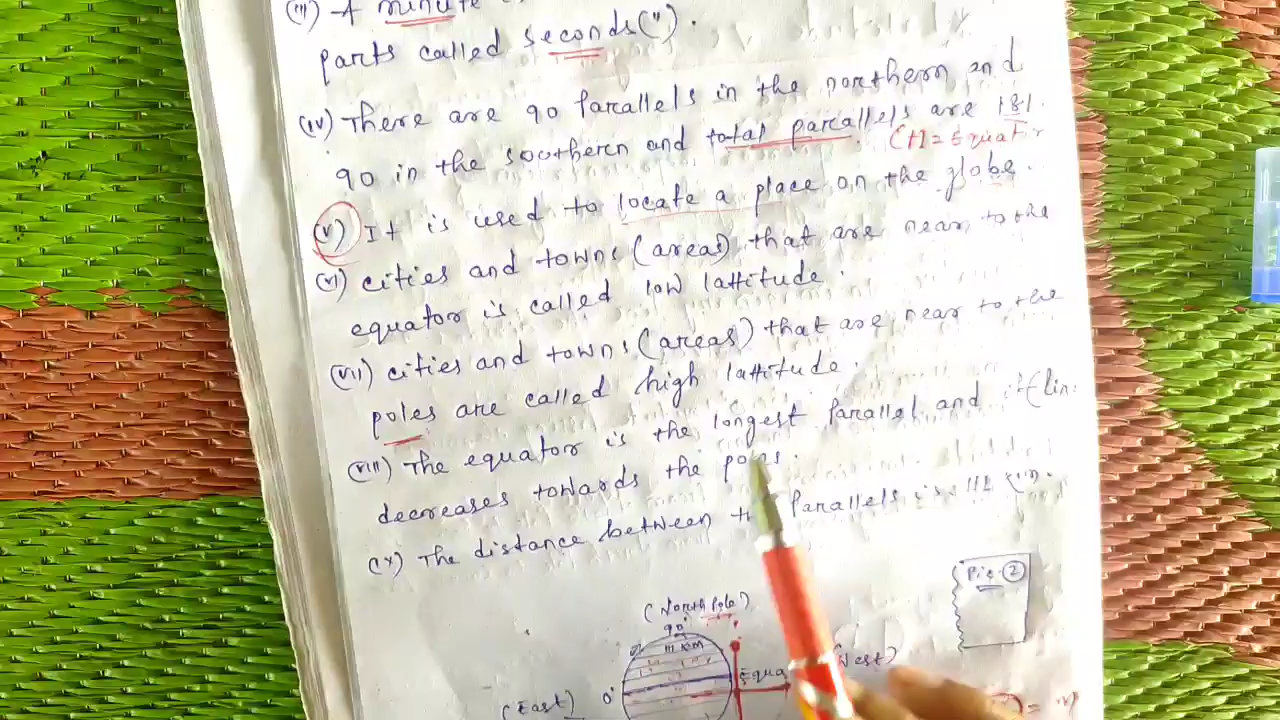 (iii) A minute
parts called seconds(").
(iv) There are 90 Parallels in the northern and
90 in the southern and total parallels are 181.
(+1 = Equator
(v) It is used to locate a place on the globe.
(vi) cities and towns (areas) that are near to the
equator is called low lattitude.
(vii) cities and towns (areas) that are near to the
poles are called high lattitude.
(viii) The equator is the longest Parallel and it(lin
decreases towards the poles.
(ix) The distance between Parallels is 111 km.
Pic-2
(North Pole)
90°
111 km
Equa
(West)
0°
(East)